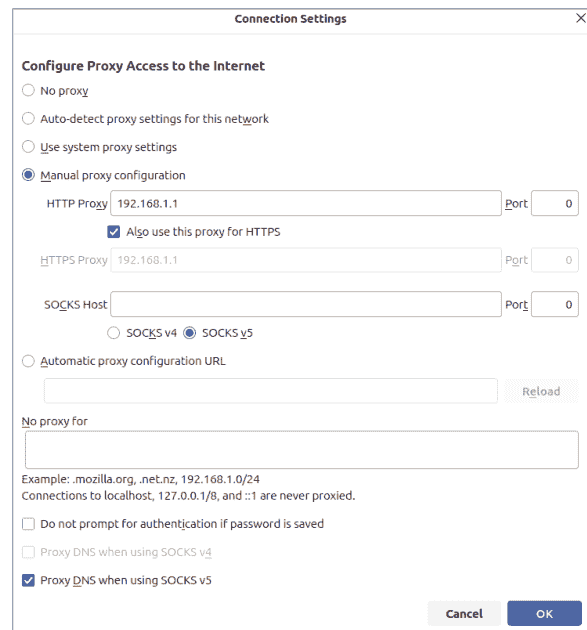 Connection Settings
Configure Proxy Access to the Internet
No proxy
Auto-detect proxy settings for this network
Use system proxy settings
Manual proxy configuration
HTTP Proxy 192.168.1.1 Port 0
Also use this proxy for HTTPS
HTTPS Proxy 192.168.1.1 Port 0
SOCKS Host Port 0
SOCKS v4 SOCKS v5
Automatic proxy configuration URL
Reload
No proxy for
Example: .mozilla.org, .net.nz, 192.168.1.0/24
Connections to localhost, 127.0.0.1/8, and ::1 are never proxied.
Do not prompt for authentication if password is saved
Proxy DNS when using SOCKS v4
Proxy DNS when using SOCKS v5
Cancel OK